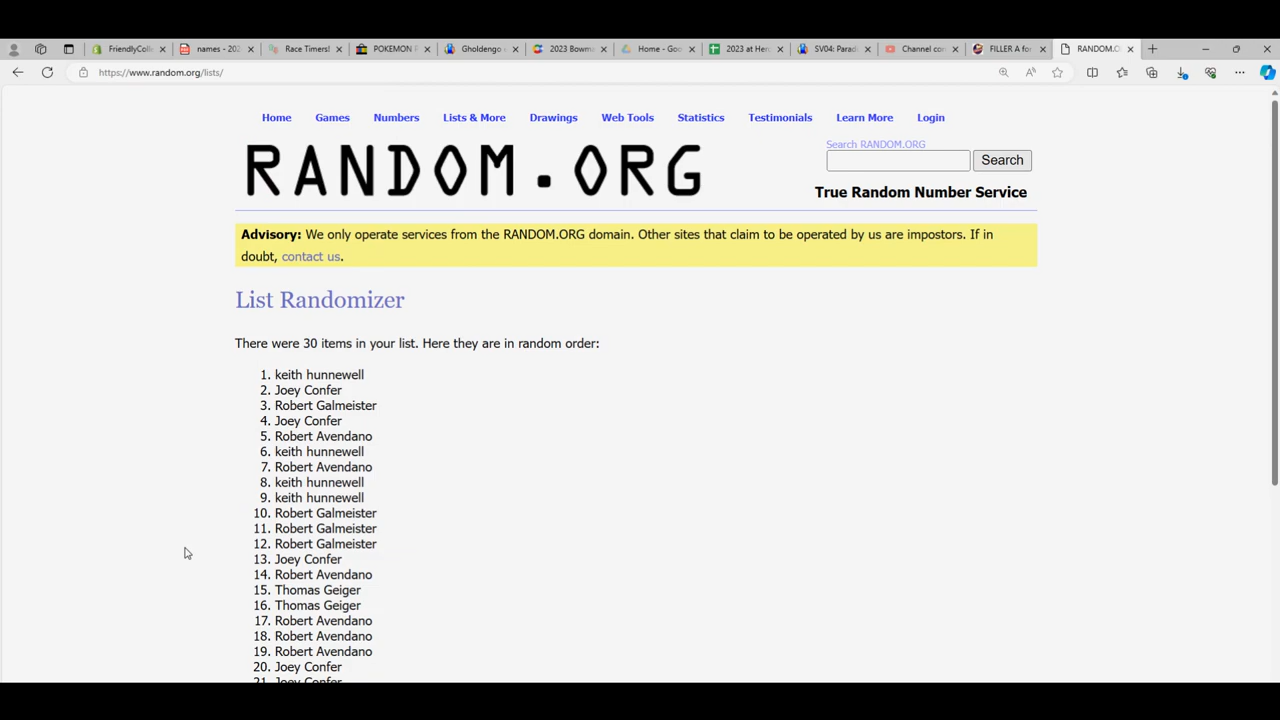 FriendlyColle
names - 202
Race Timers!
POKEMON F
Gholdengo e
2023 Bowma
Home - Goo
2023 at Hen
SV04: Parad
Channel con
FILLER A for
RANDOM.O
https://www.random.org/lists/
Home Games Numbers Lists & More Drawings Web Tools Statistics Testimonials Learn More Login
RANDOM.ORG
Search RANDOM.ORG
Search
True Random Number Service
Advisory: We only operate services from the RANDOM.ORG domain. Other sites that claim to be operated by us are impostors. If in
doubt, contact us.
List Randomizer
There were 30 items in your list. Here they are in random order:
1. keith hunnewell
2. Joey Confer
3. Robert Galmeister
4. Joey Confer
5. Robert Avendano
6. keith hunnewell
7. Robert Avendano
8. keith hunnewell
9. keith hunnewell
10. Robert Galmeister
11. Robert Galmeister
12. Robert Galmeister
13. Joey Confer
14. Robert Avendano
15. Thomas Geiger
16. Thomas Geiger
17. Robert Avendano
18. Robert Avendano
19. Robert Avendano
20. Joey Confer
21. Joey Confer